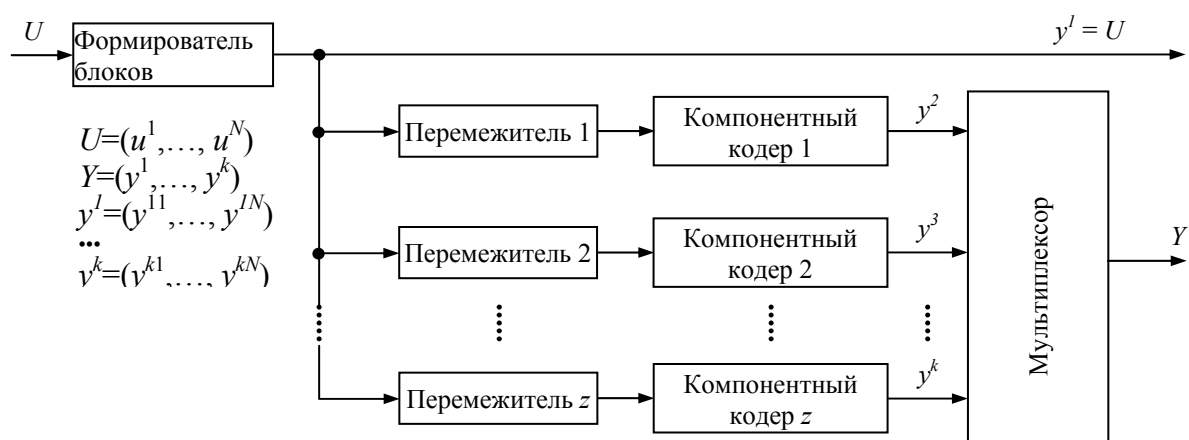 U
Формирователь
блоков
y¹ = U
U=(u¹,..., uᴺ)
Y=(y¹,..., yᵏ)
y¹=(y¹¹,..., y¹ᴺ)
...
yᵏ=(yᵏ¹,..., yᵏᴺ)
Перемежитель 1
Компонентный
кодер 1
y²
Перемежитель 2
Компонентный
кодер 2
y³
Перемежитель z
Компонентный
кодер z
yᵏ
Мультиплексор
Y